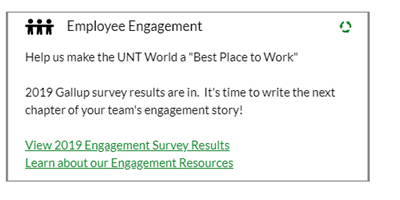 Employee Engagement
Help us make the UNT World a "Best Place to Work"
2019 Gallup survey results are in.  It's time to write the next
chapter of your team's engagement story!
View 2019 Engagement Survey Results
Learn about our Engagement Resources